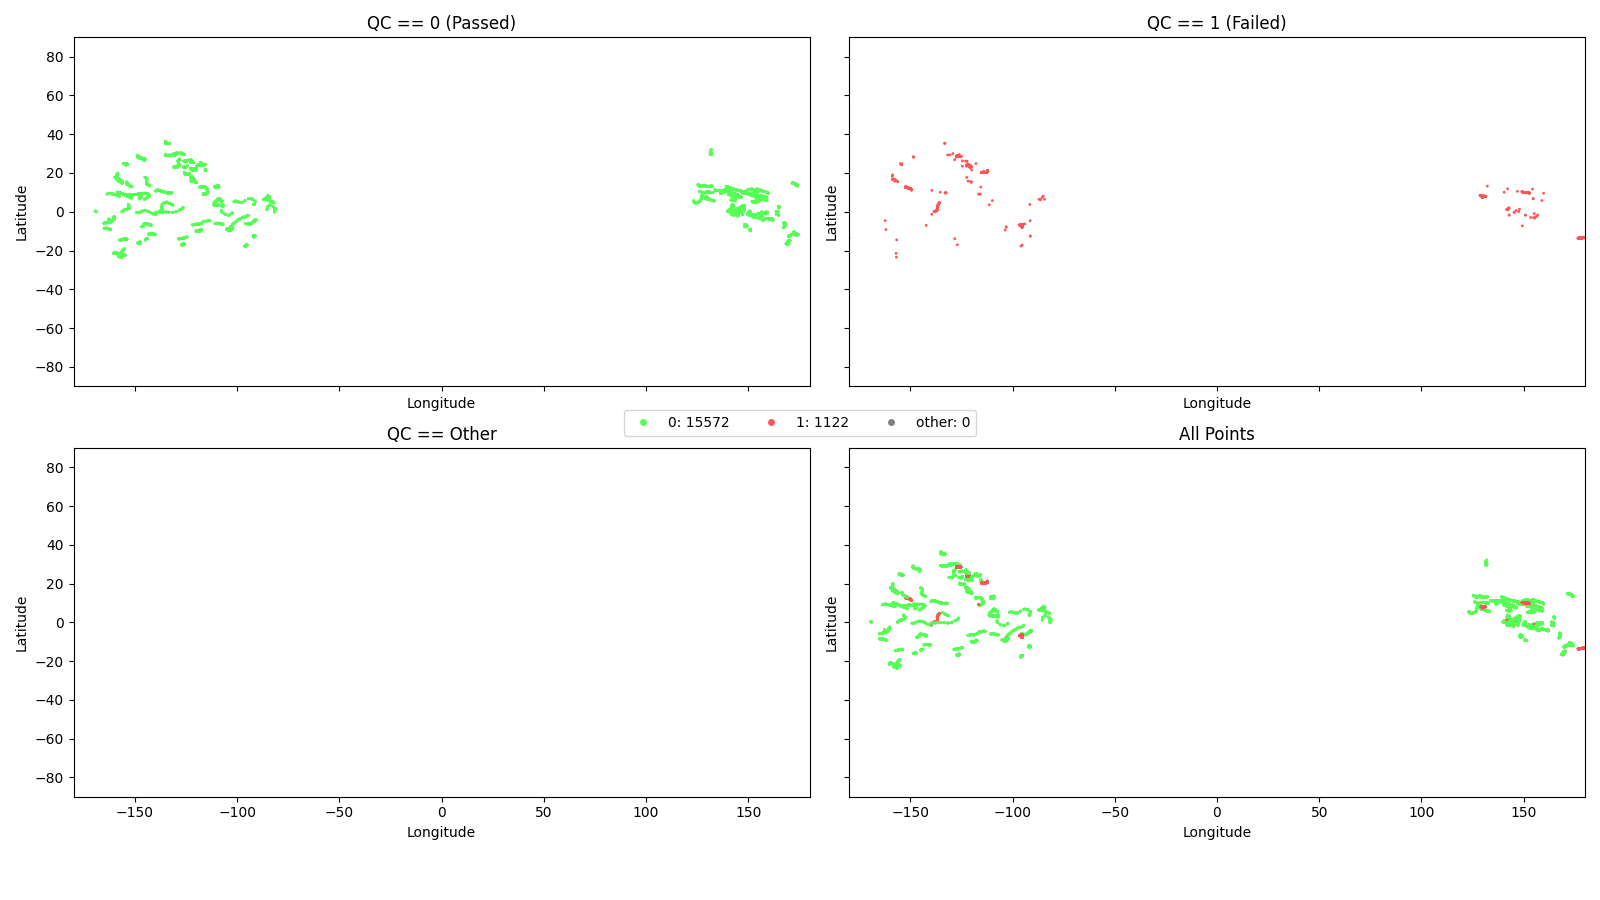 QC == 0 (Passed)
QC == 1 (Failed)
80
60
40
20
0
−20
−40
−60
−80
Latitude
Latitude
Longitude
Longitude
0: 15572
1: 1122
other: 0
QC == Other
All Points
80
60
40
20
0
−20
−40
−60
−80
Latitude
Latitude
−150
−100
−50
0
50
100
150
−150
−100
−50
0
50
100
150
Longitude
Longitude